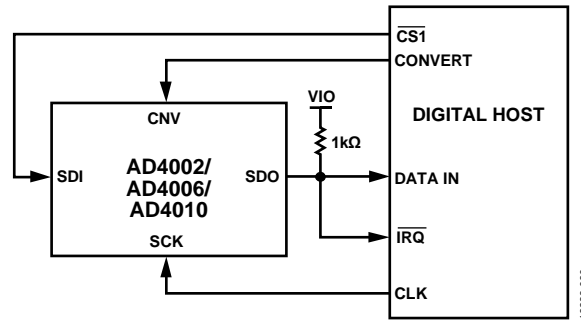 CS1
CONVERT
VIO
CNV
DIGITAL HOST
1kΩ
AD4002/
AD4006/
AD4010
SDI
SDO
DATA IN
SCK
IRQ
CLK